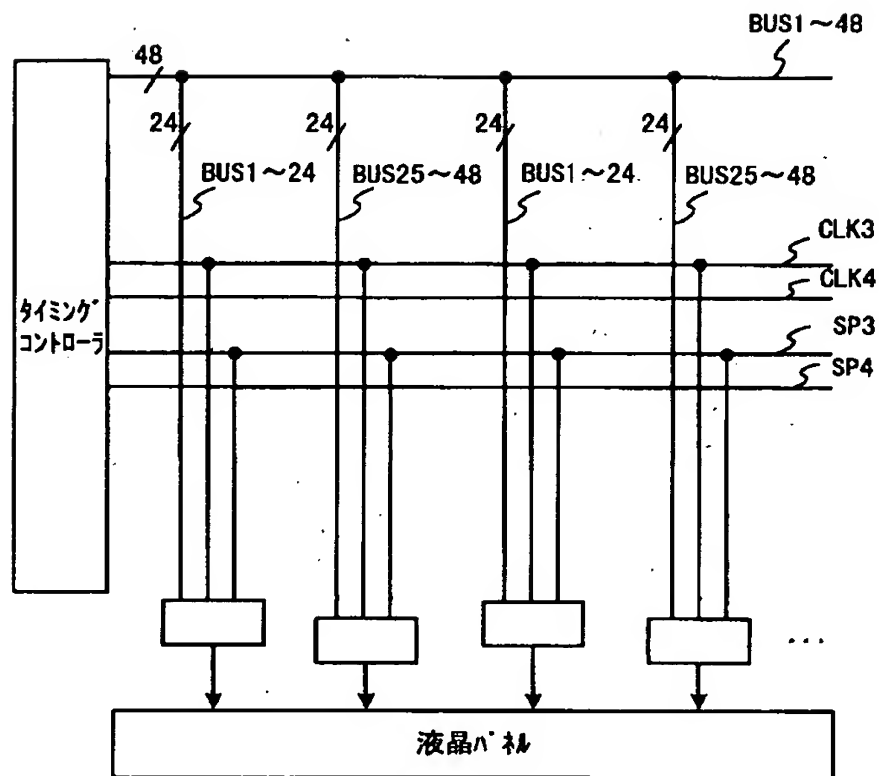 BUS1～48
48
24
24
24
24
BUS1～24
BUS25～48
BUS1～24
BUS25～48
CLK3
CLK4
タイミング
コントローラ
SP3
SP4
...
液晶パネル